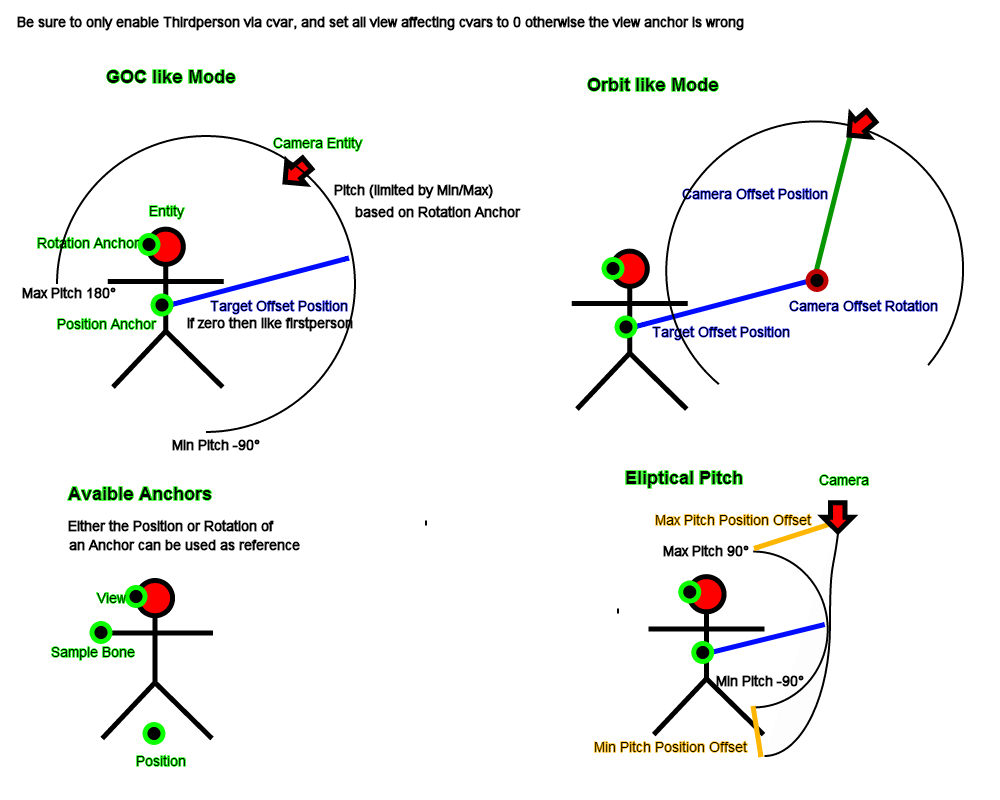 Be sure to only enable Thirdperson via cvar, and set all view affecting cvars to 0 otherwise the view anchor is wrong
GOC like Mode
Camera Entity
Pitch (limited by Min/Max)
based on Rotation Anchor
Entity
Rotation Anchor
Max Pitch 180°
Target Offset Position
Position Anchor
If zero then like firstperson
Min Pitch -90°
Orbit like Mode
Camera Offset Position
Camera Offset Rotation
Target Offset Position
Avaible Anchors
Either the Position or Rotation of
an Anchor can be used as reference
View
Sample Bone
Position
Eliptical Pitch
Camera
Max Pitch Position Offset
Max Pitch 90°
Min Pitch -90°
Min Pitch Position Offset